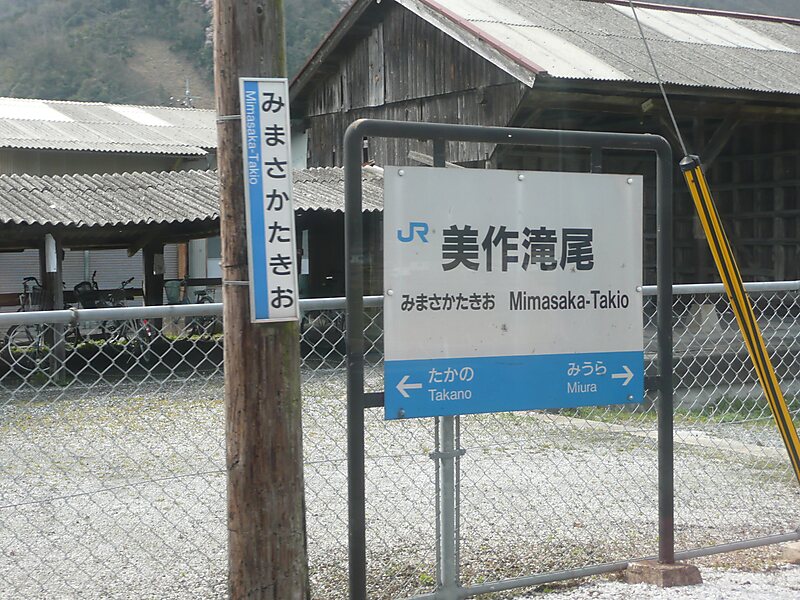 みまさかたきお
Mimasaka-Takio
JR 美作滝尾
みまさかたきお Mimasaka-Takio
← たかの
Takano
みうら →
Miura